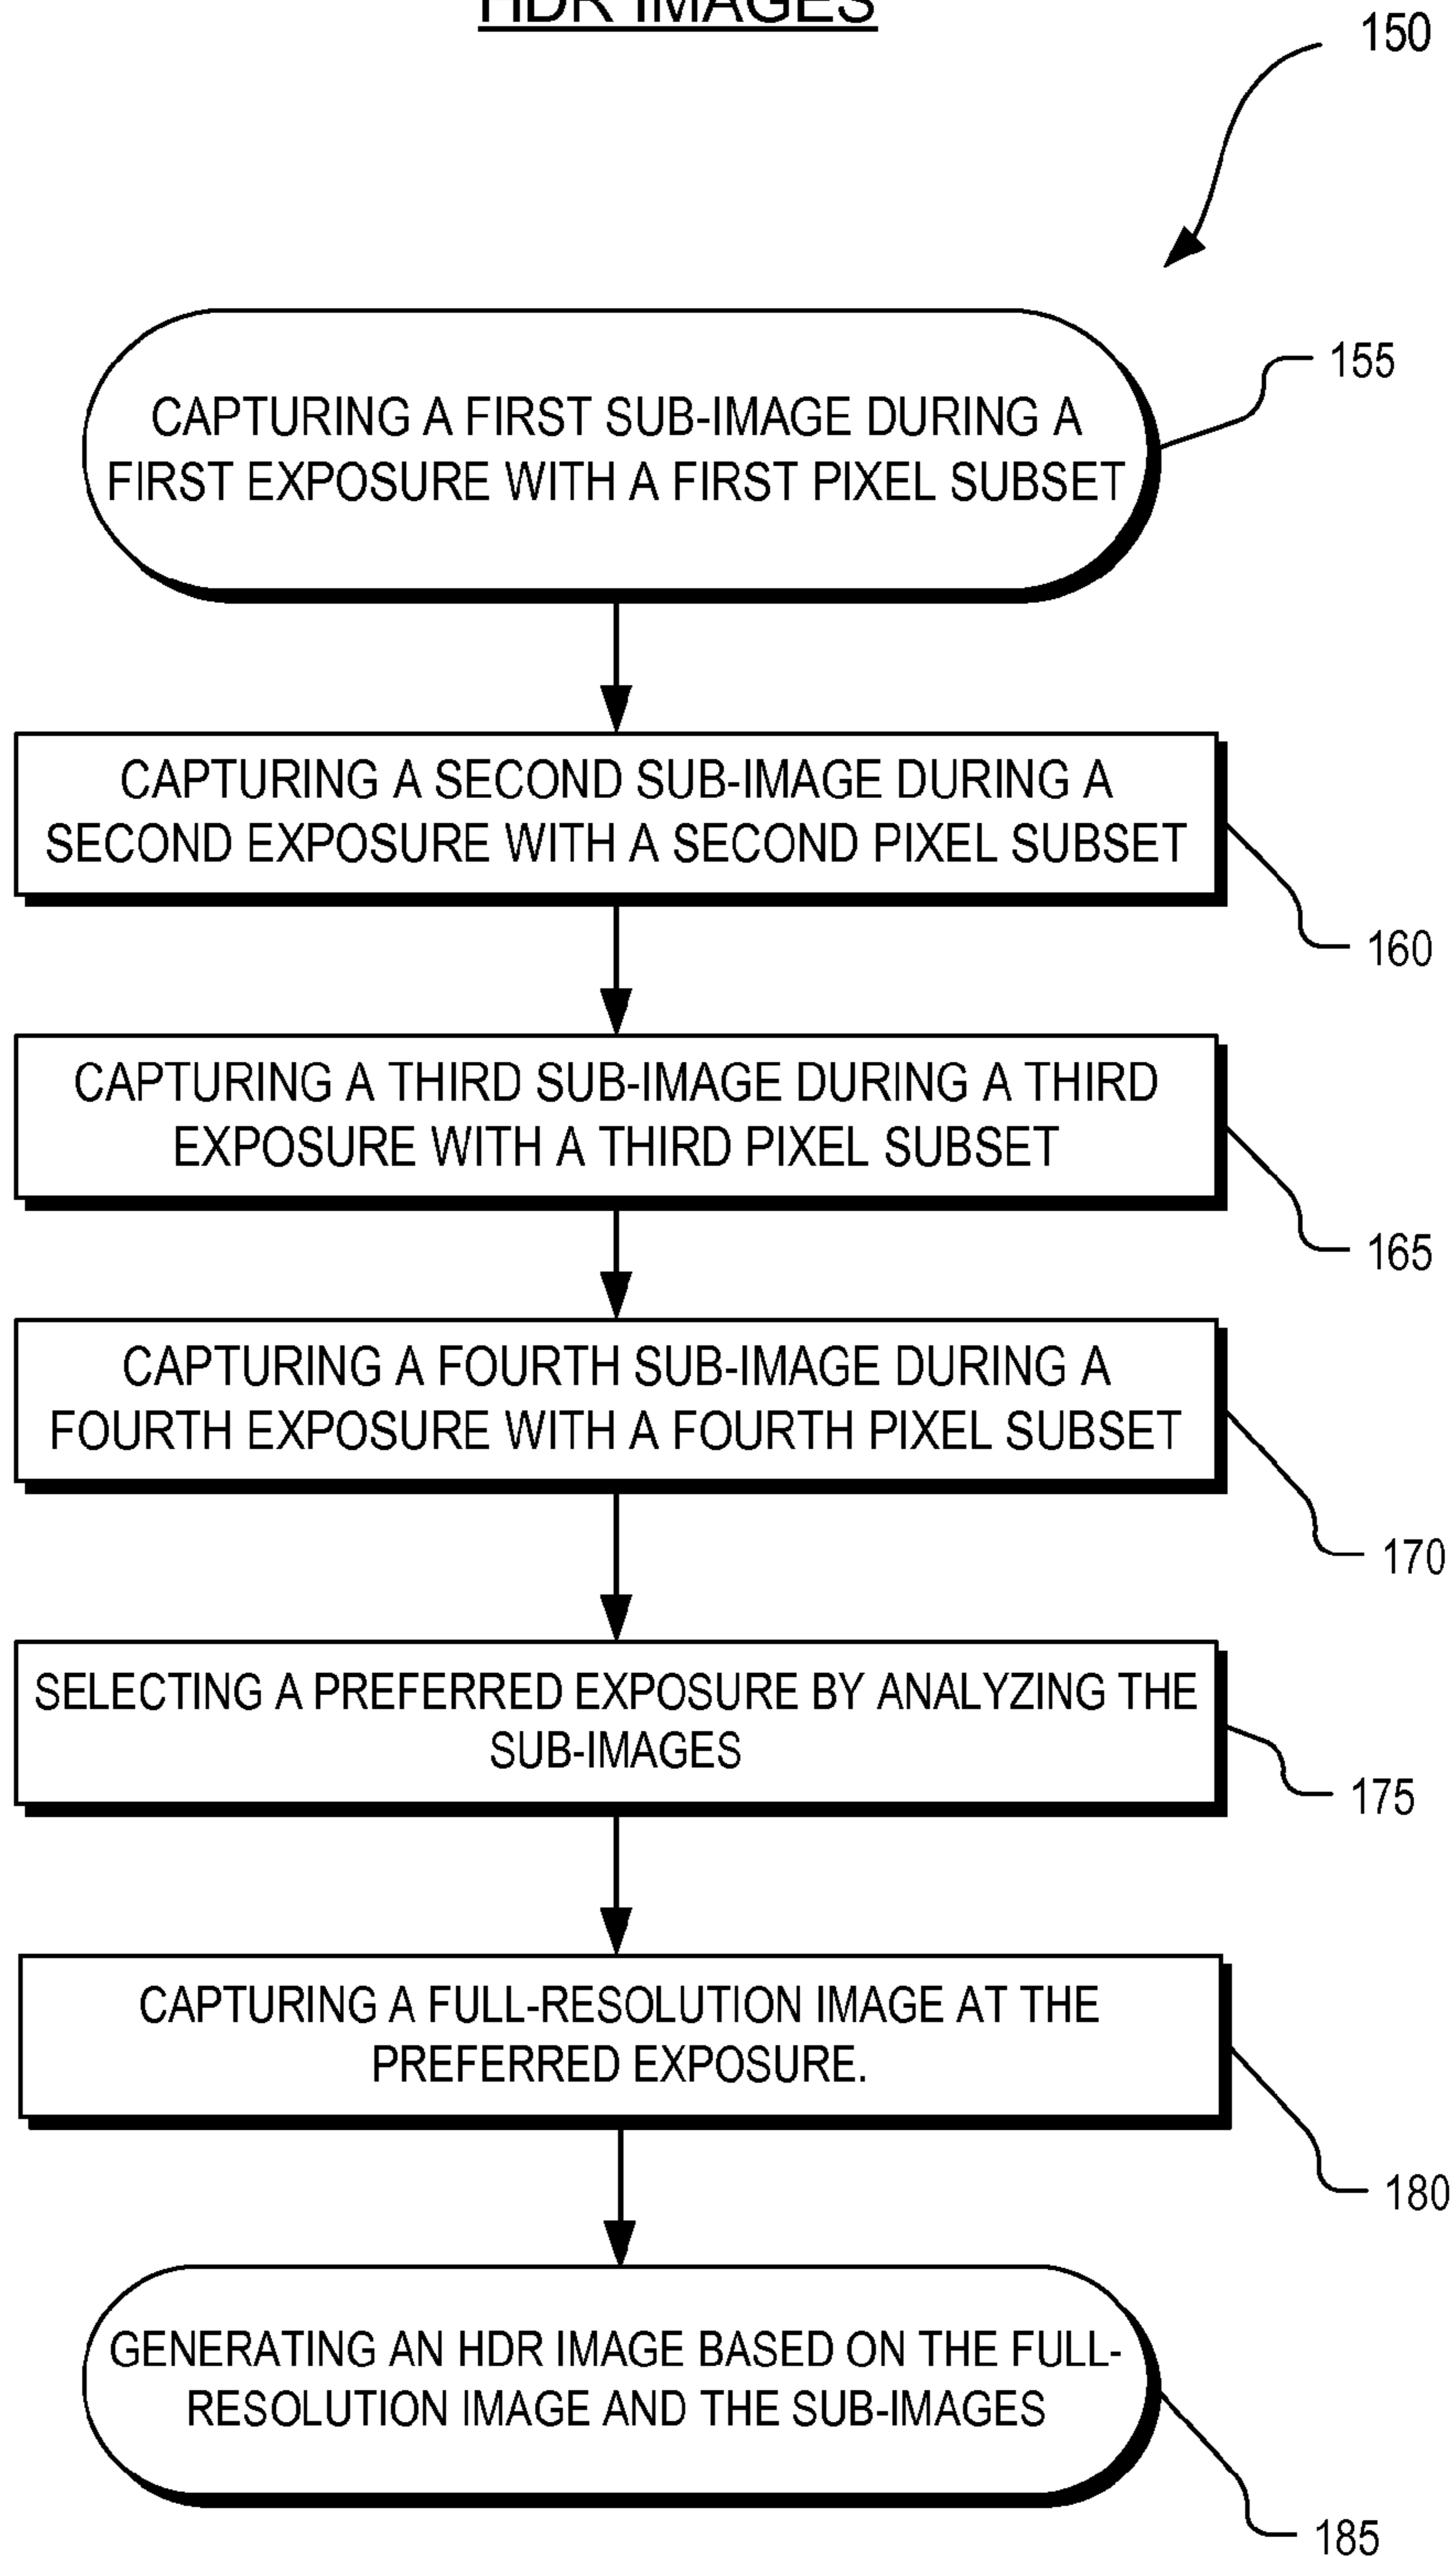 HDR IMAGES
150
CAPTURING A FIRST SUB-IMAGE DURING A
FIRST EXPOSURE WITH A FIRST PIXEL SUBSET
155
CAPTURING A SECOND SUB-IMAGE DURING A
SECOND EXPOSURE WITH A SECOND PIXEL SUBSET
160
CAPTURING A THIRD SUB-IMAGE DURING A THIRD
EXPOSURE WITH A THIRD PIXEL SUBSET
165
CAPTURING A FOURTH SUB-IMAGE DURING A
FOURTH EXPOSURE WITH A FOURTH PIXEL SUBSET
170
SELECTING A PREFERRED EXPOSURE BY ANALYZING THE
SUB-IMAGES
175
CAPTURING A FULL-RESOLUTION IMAGE AT THE
PREFERRED EXPOSURE.
180
GENERATING AN HDR IMAGE BASED ON THE FULL-
RESOLUTION IMAGE AND THE SUB-IMAGES
185